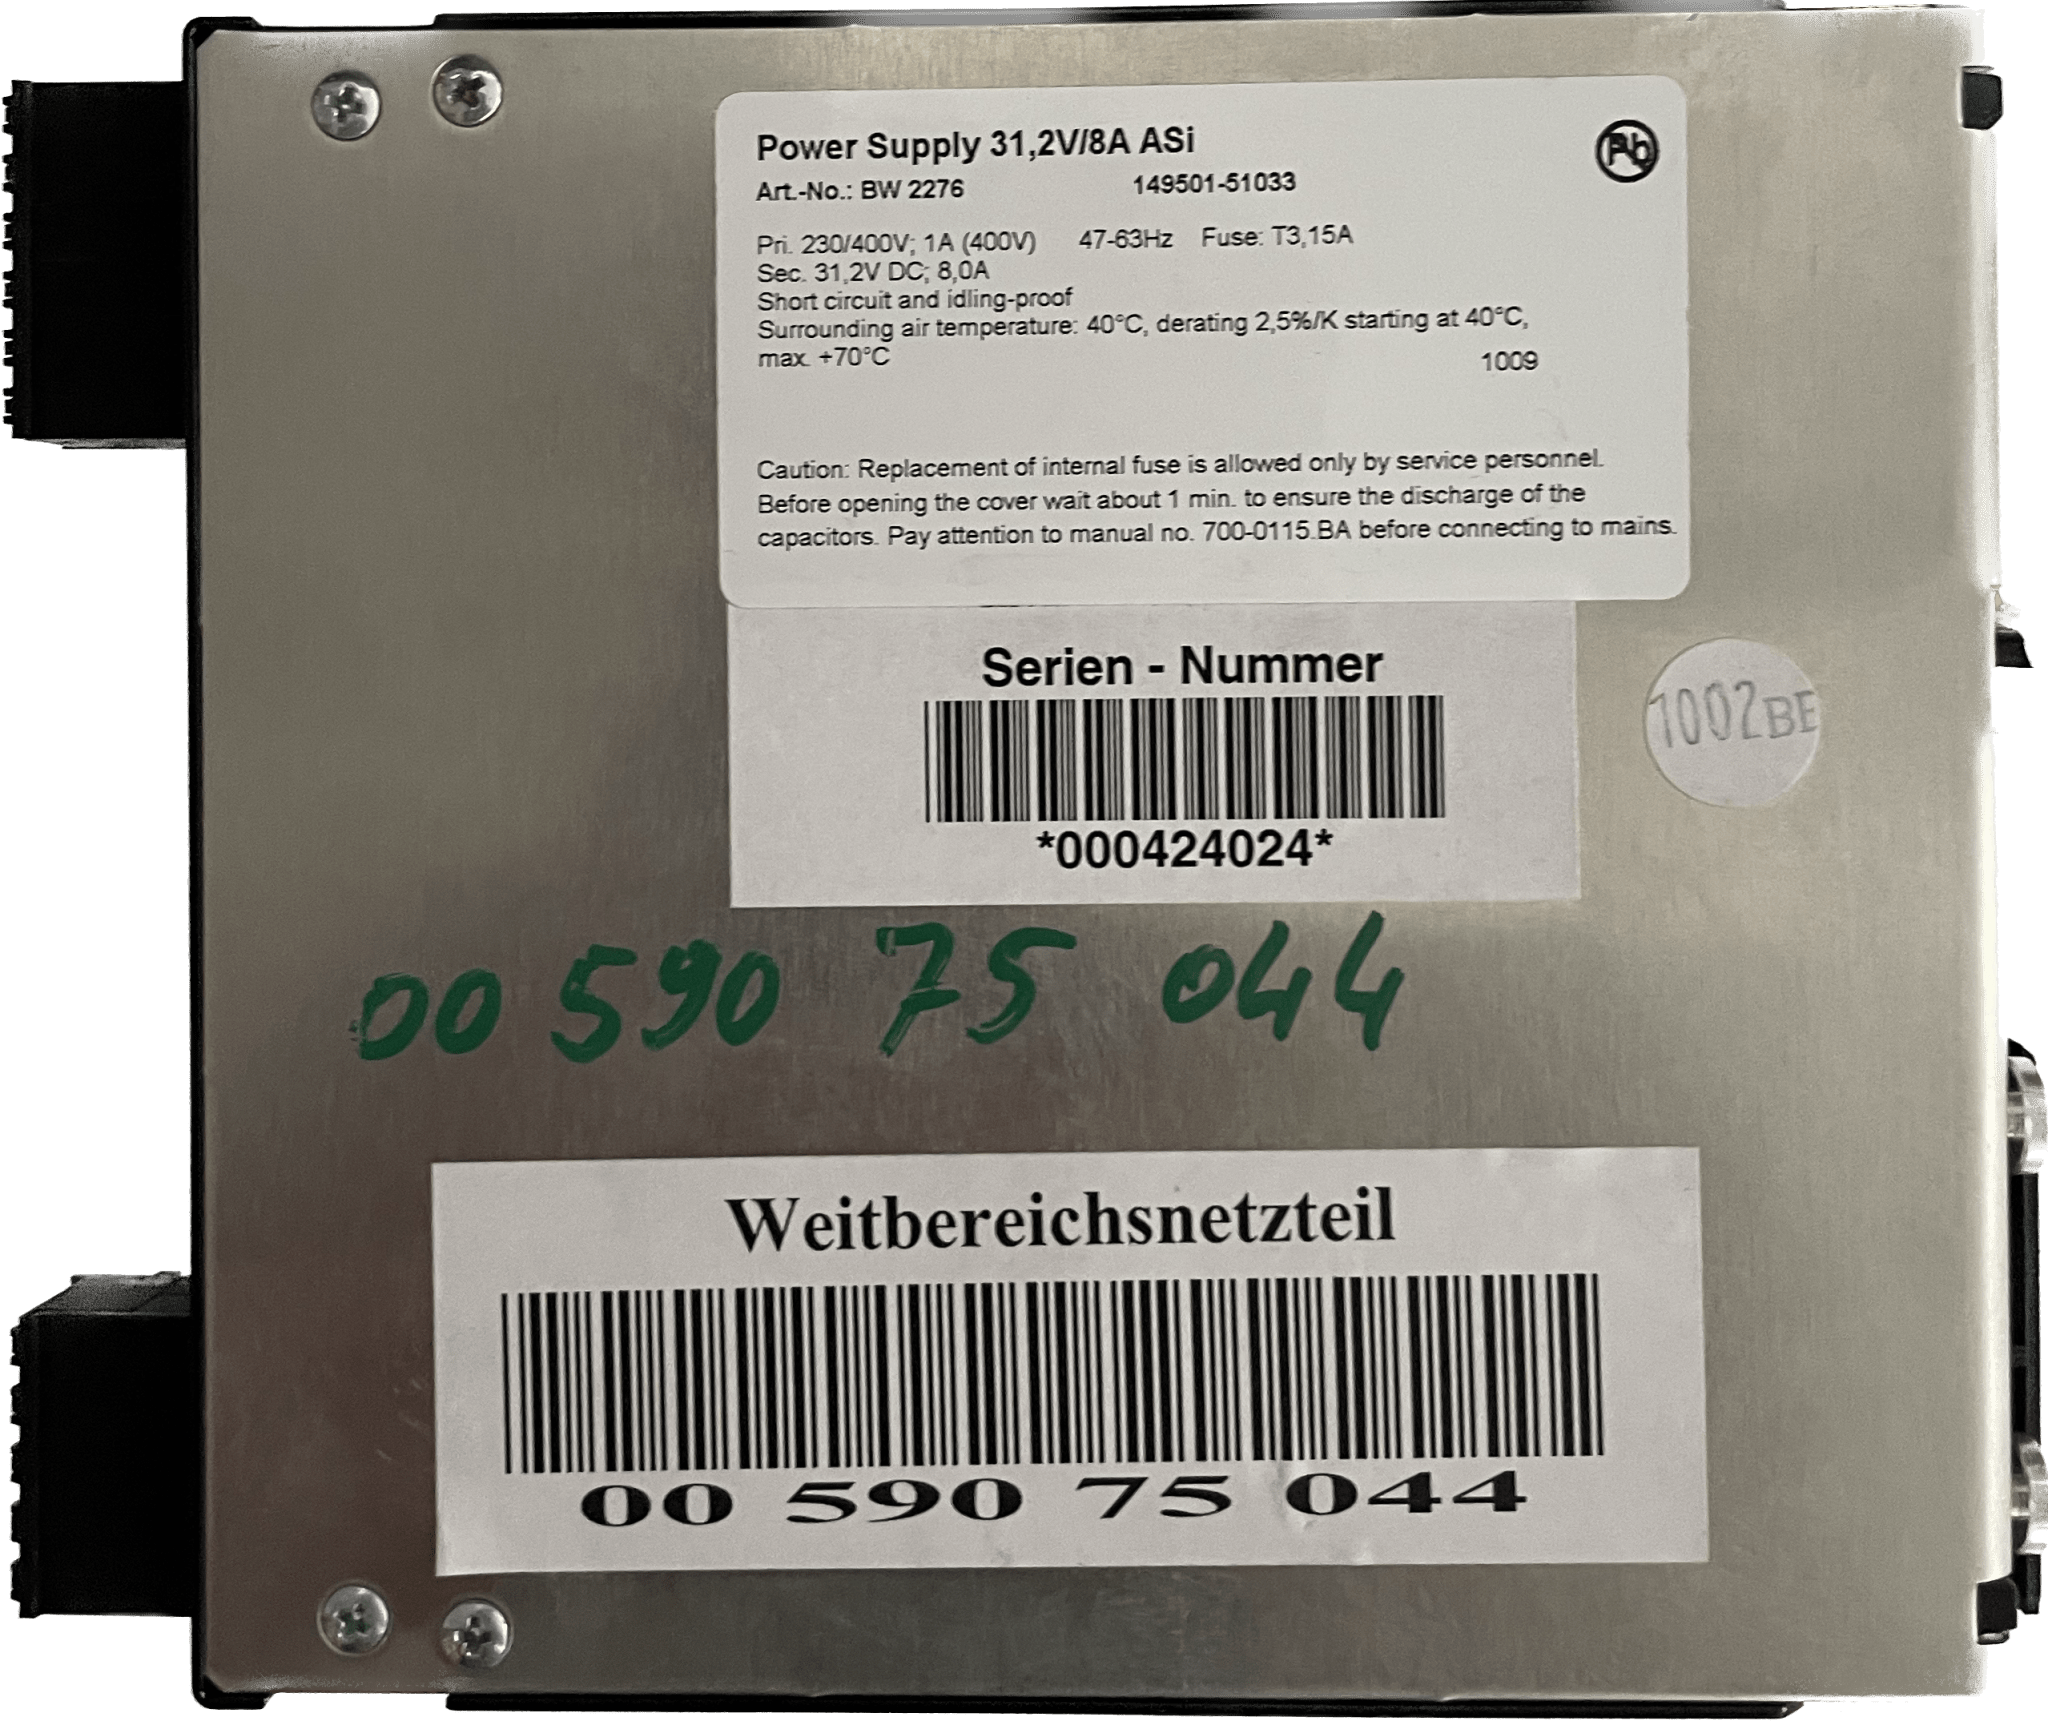 Power Supply 31,2V/8A ASi
Pb
Art.-No.: BW 2276 149501-51033
Pri. 230/400V; 1A (400V) 47-63Hz Fuse: T3,15A
Sec. 31,2V DC; 8,0A
Short circuit and idling-proof
Surrounding air temperature: 40°C, derating 2,5%/K starting at 40°C,
max. +70°C 1009
Caution: Replacement of internal fuse is allowed only by service personnel.
Before opening the cover wait about 1 min. to ensure the discharge of the
capacitors. Pay attention to manual no. 700-0115.BA before connecting to mains.
Serien - Nummer
*000424024*
1002BE
00 590 75 044
Weitbereichsnetzteil
00 590 75 044